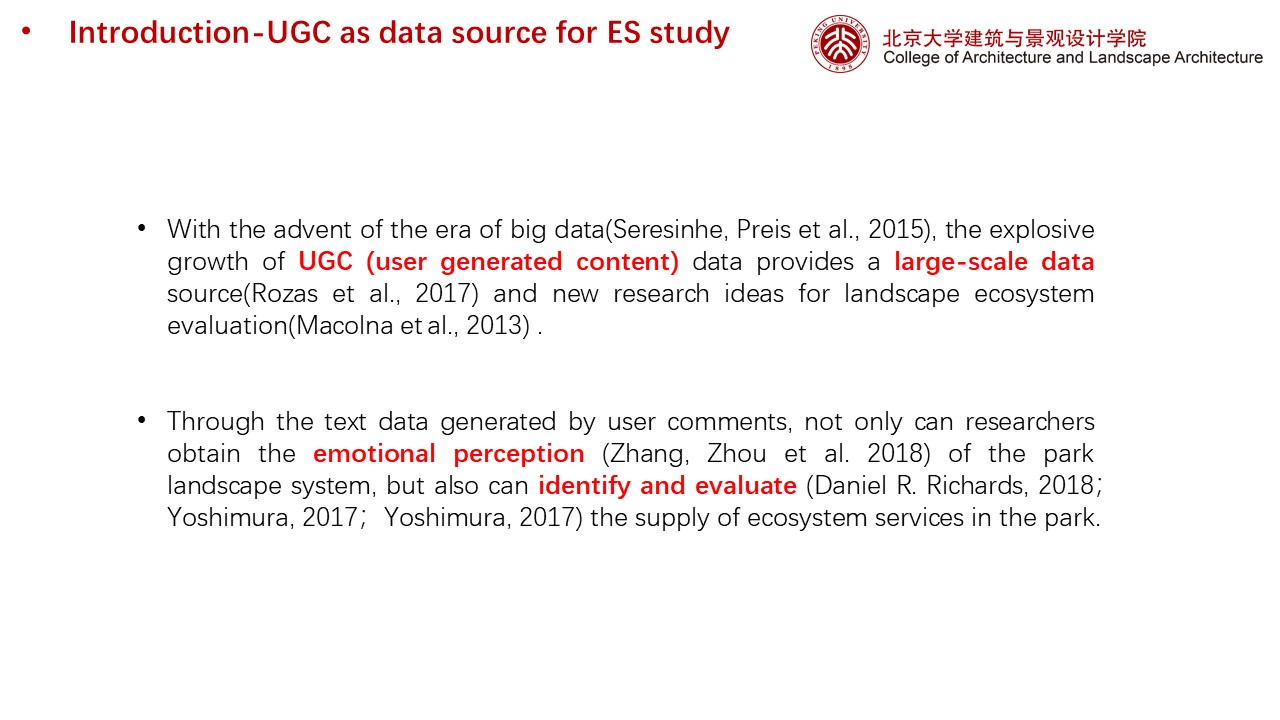 • Introduction-UGC as data source for ES study
PEKING UNIVERSITY
1898
北京大学建筑与景观设计学院
College of Architecture and Landscape Architecture
• With the advent of the era of big data(Seresinhe, Preis et al., 2015), the explosive
growth of UGC (user generated content) data provides a large-scale data
source(Rozas et al., 2017) and new research ideas for landscape ecosystem
evaluation(Macolna et al., 2013) .
• Through the text data generated by user comments, not only can researchers
obtain the emotional perception (Zhang, Zhou et al. 2018) of the park
landscape system, but also can identify and evaluate (Daniel R. Richards, 2018；
Yoshimura, 2017； Yoshimura, 2017) the supply of ecosystem services in the park.